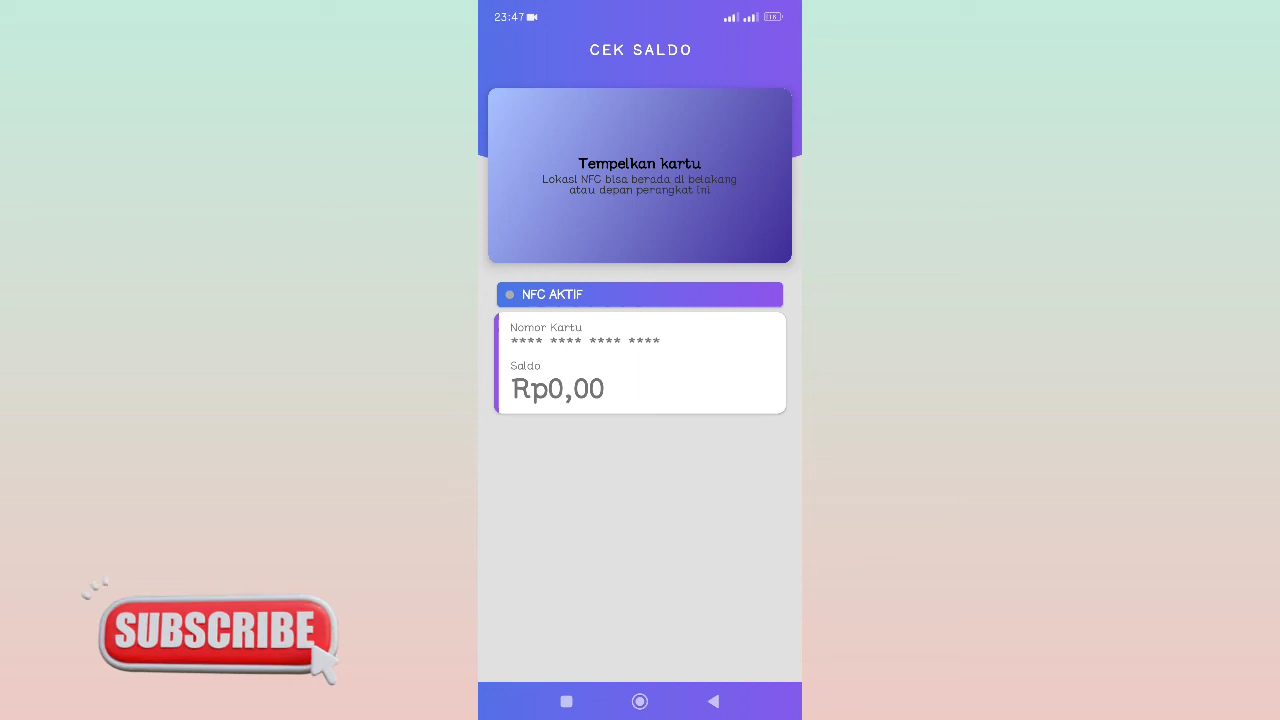 23:47
118
CEK SALDO
Tempelkan kartu
Lokasi NFC bisa berada di belakang
atau depan perangkat ini
NFC AKTIF
Nomor Kartu
**** **** **** ****
Saldo
Rp0,00
SUBSCRIBE